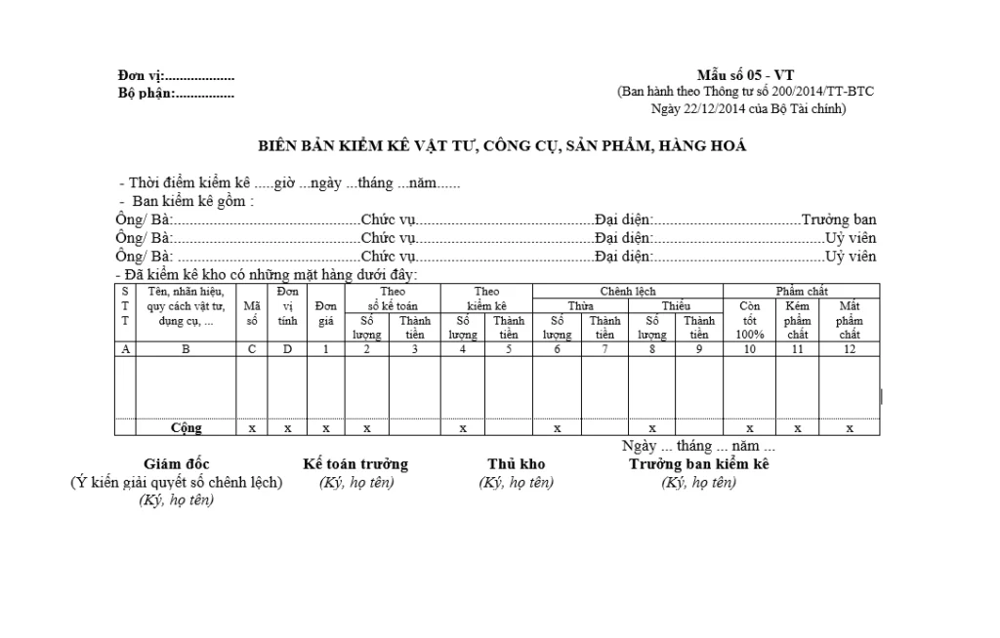 Đơn vị:...................
Mẫu số 05 - VT
Bộ phận:................
(Ban hành theo Thông tư số 200/2014/TT-BTC
Ngày 22/12/2014 của Bộ Tài chính)
BIÊN BẢN KIỂM KÊ VẬT TƯ, CÔNG CỤ, SẢN PHẨM, HÀNG HOÁ
- Thời điểm kiểm kê .....giờ ...ngày ...tháng ...năm......
- Ban kiểm kê gồm :
Ông/ Bà:................................................Chức vụ..............................................Đại diện:......................................Trưởng ban
Ông/ Bà:................................................Chức vụ..............................................Đại diện:............................................Uỷ viên
Ông/ Bà: ...............................................Chức vụ..............................................Đại diện:............................................Uỷ viên
- Đã kiểm kê kho có những mặt hàng dưới đây:
S T T Tên, nhãn hiệu, quy cách vật tư, dụng cụ, ... Mã số Đơn vị tính Đơn giá Theo sổ kế toán Theo kiểm kê Chênh lệch Phẩm chất
Thừa Thiếu Còn tốt 100% Kém phẩm chất Mất phẩm chất
Số lượng Thành tiền Số lượng Thành tiền Số lượng Thành tiền Số lượng Thành tiền
A B C D 1 2 3 4 5 6 7 8 9 10 11 12
Cộng x x x x x x x x x x
Ngày ... tháng ... năm ...
Giám đốc Kế toán trưởng Thủ kho Trưởng ban kiểm kê
(Ý kiến giải quyết số chênh lệch) (Ký, họ tên) (Ký, họ tên) (Ký, họ tên)
(Ký, họ tên)